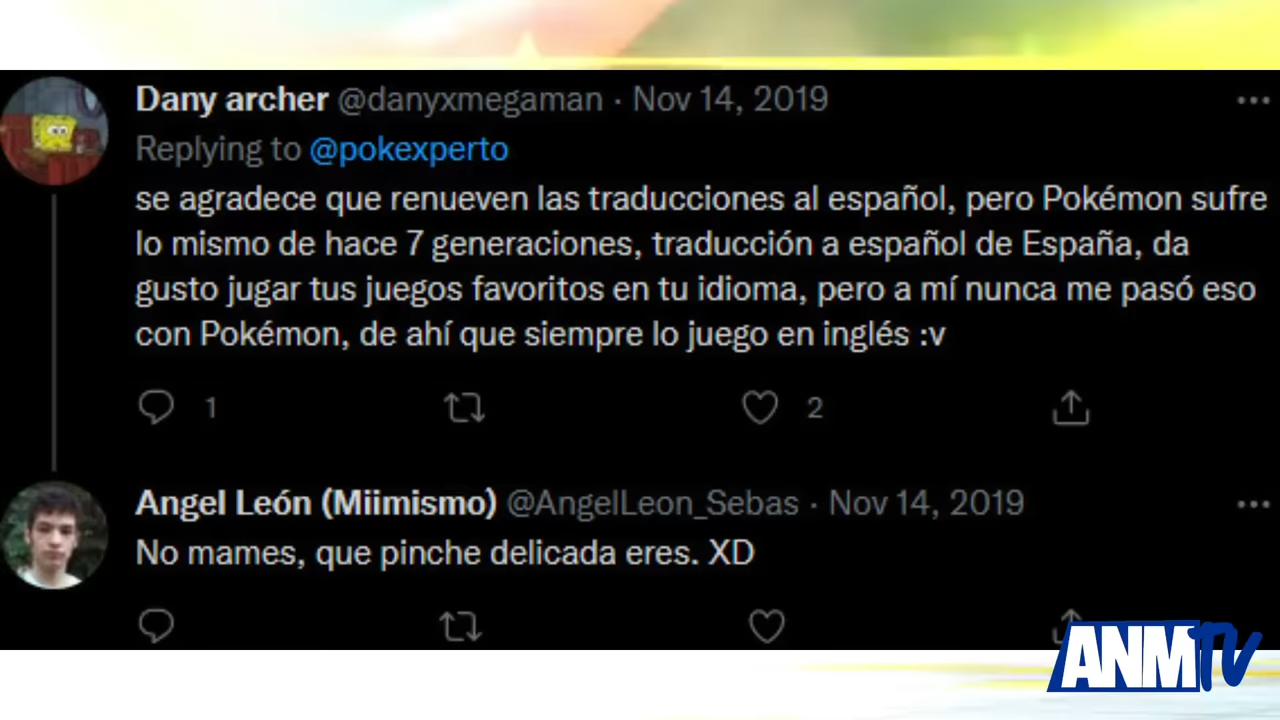 Dany archer @danyxmegaman · Nov 14, 2019
Replying to @pokexperto
se agradece que renueven las traducciones al español, pero Pokémon sufre
lo mismo de hace 7 generaciones, traducción a español de España, da
gusto jugar tus juegos favoritos en tu idioma, pero a mí nunca me pasó eso
con Pokémon, de ahí que siempre lo juego en inglés :v
1 2
Angel León (Miimismo) @AngelLeon_Sebas · Nov 14, 2019
No mames, que pinche delicada eres. XD
ANMTV